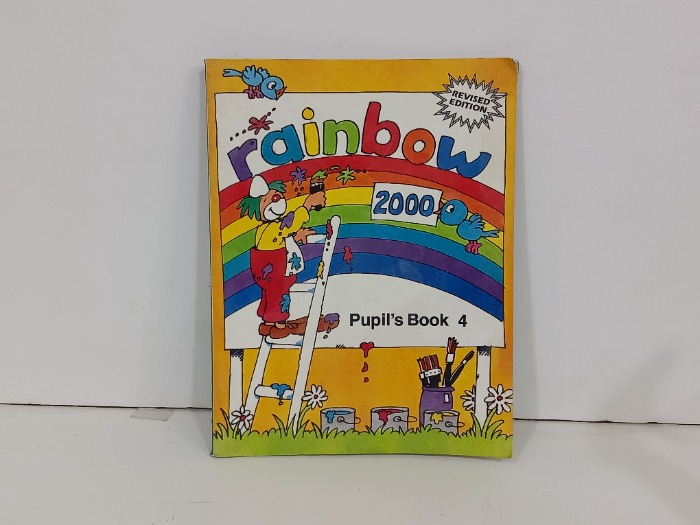 REVISED
EDITION
rainbow
2000
Pupil's Book 4